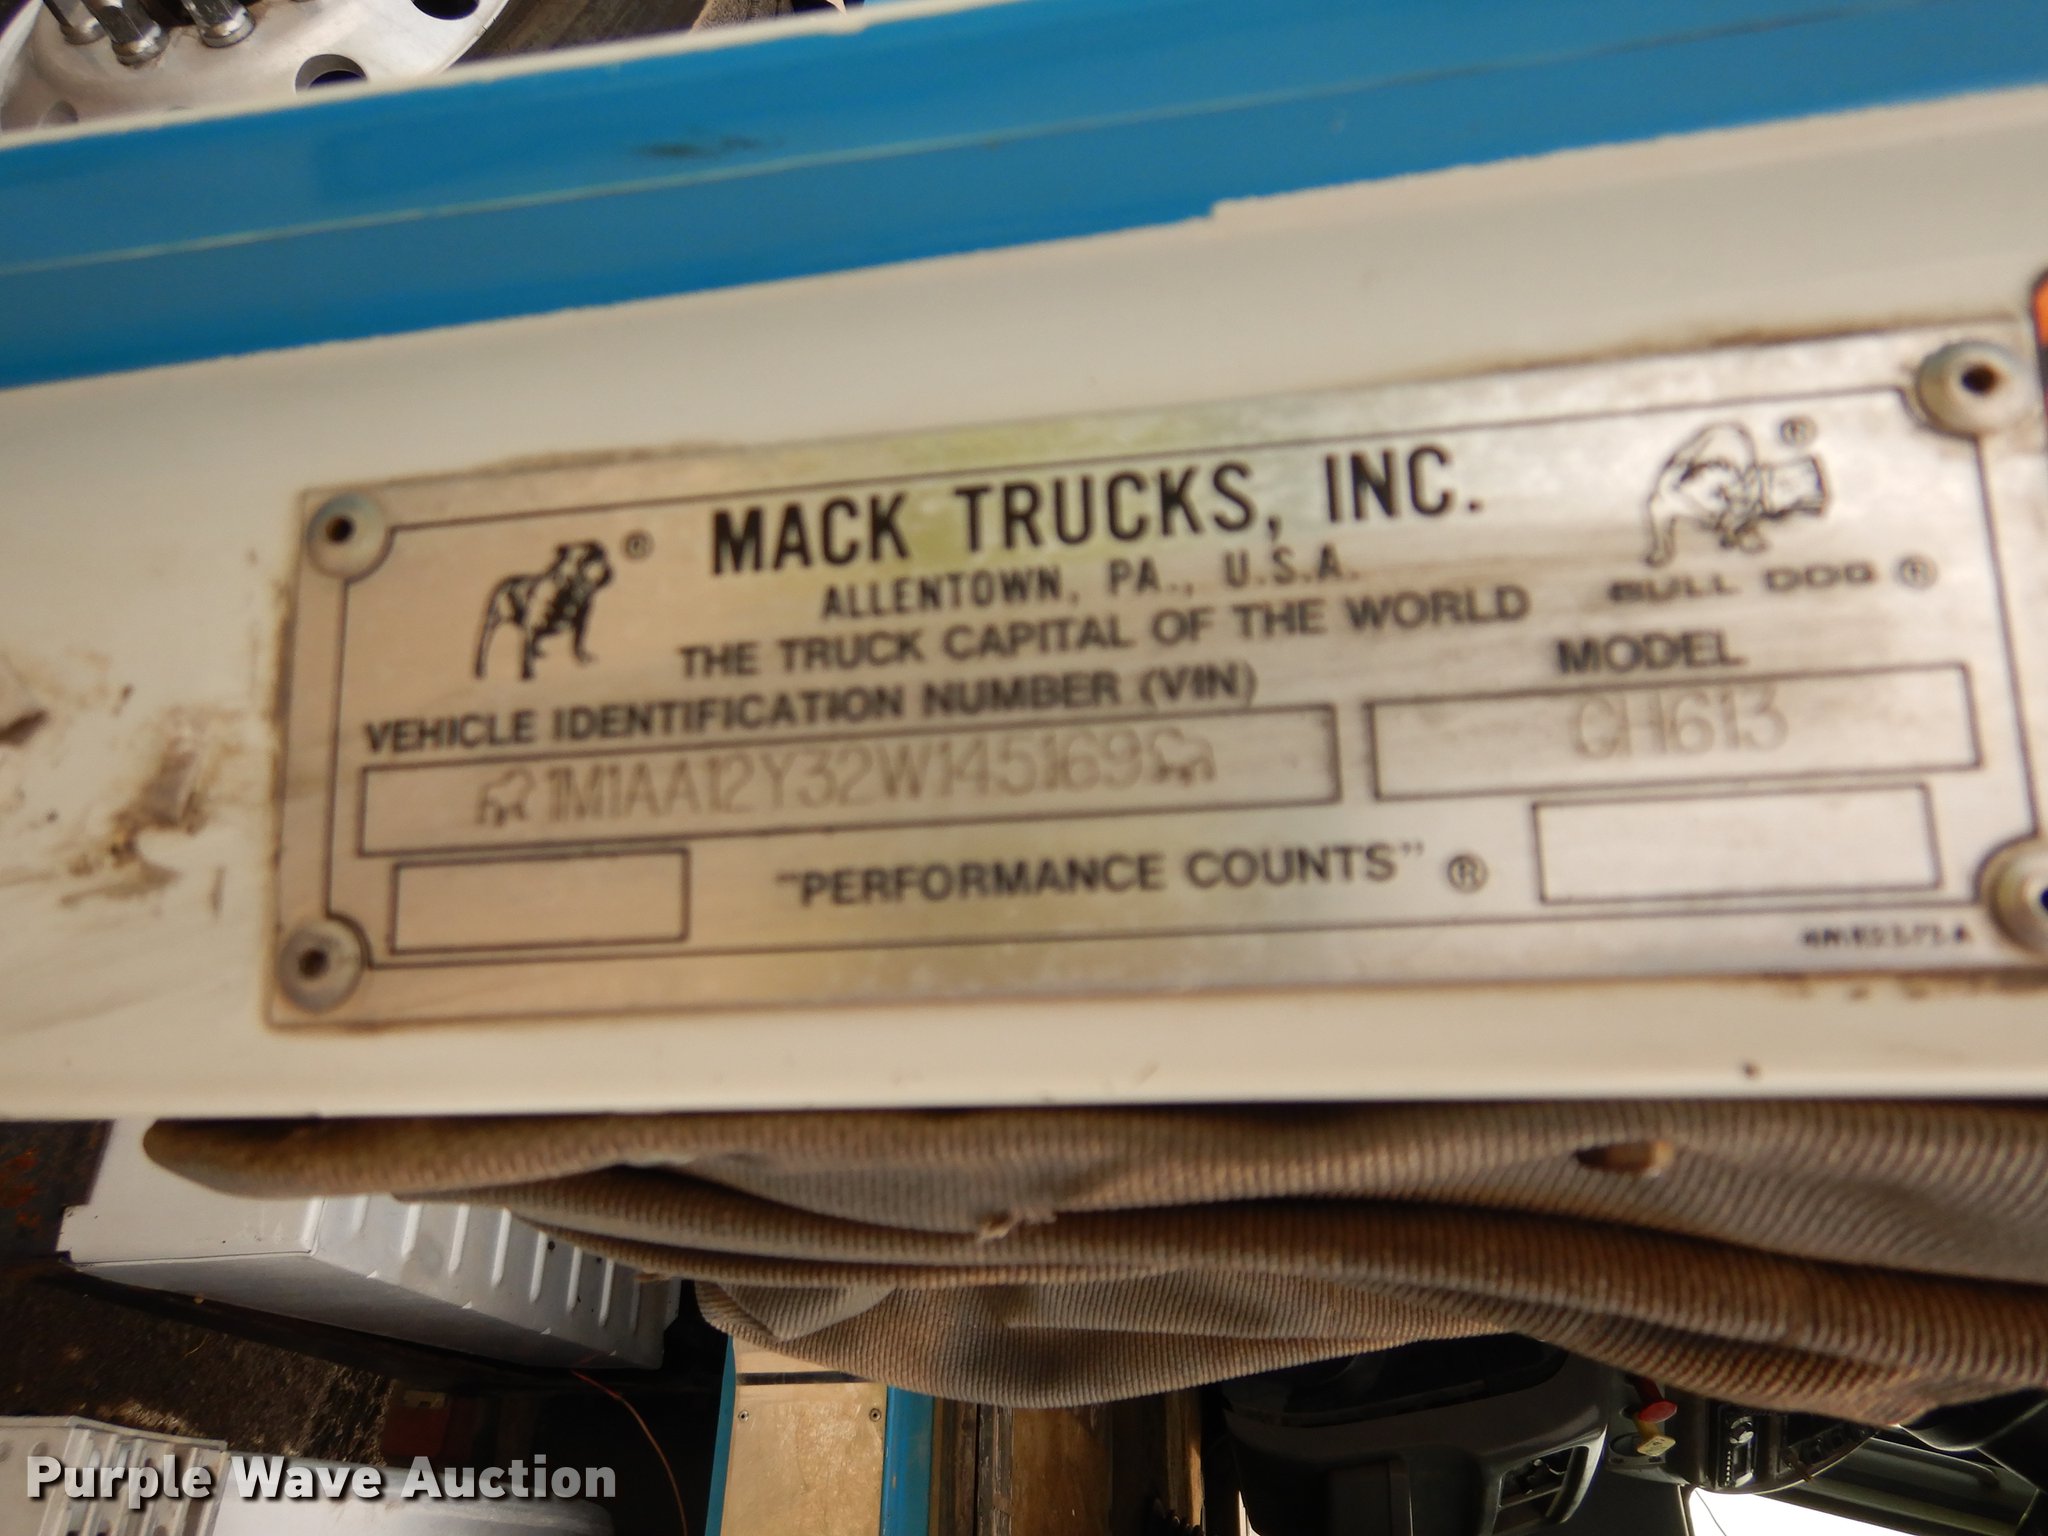 MACK TRUCKS, INC.
ALLENTOWN, PA., U.S.A.
THE TRUCK CAPITAL OF THE WORLD
BULL DOG ®
VEHICLE IDENTIFICATION NUMBER (VIN)
MODEL
1M1AA12Y32W145169
CH613
"PERFORMANCE COUNTS" ®
Purple Wave Auction